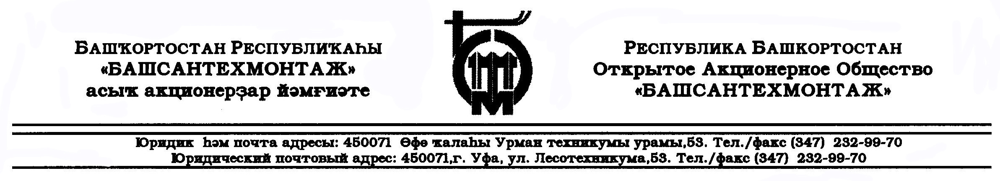 БАШҠОРТОСТАН РЕСПУБЛИҠАҺЫ
«БАШСАНТЕХМОНТАЖ»
асыҡ акционерҙар йәмғиәте
РЕСПУБЛИКА БАШКОРТОСТАН
Открытое Акционерное Общество
«БАШСАНТЕХМОНТАЖ»
Юридик һәм почта адресы: 450071 Өфө ҡалаһы Урман техникумы урамы,53. Тел./факс (347) 232-99-70
Юридический почтовый адрес: 450071,г. Уфа, ул. Лесотехникума,53. Тел./факс (347) 232-99-70